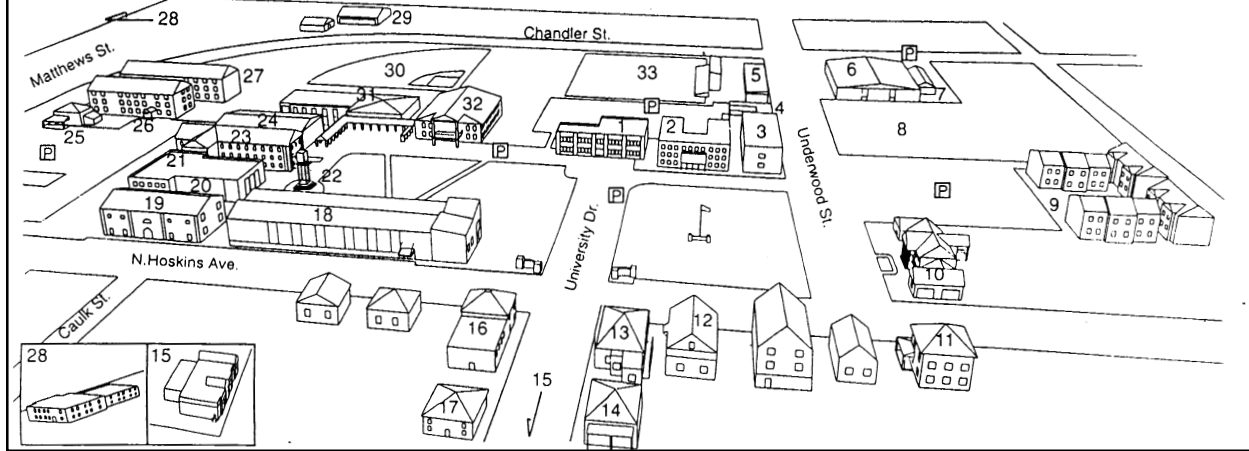 28
29
Chandler St.
Matthews St.
27
30
33
5
6
7
P
26
25
24
31
32
P
1
2
4
3
8
P
23
21
22
P
P
P
9
20
19
18
University Dr.
Underwood St.
N.Hoskins Ave.
10
Caulk St.
16
13
12
11
28
15
15
17
14